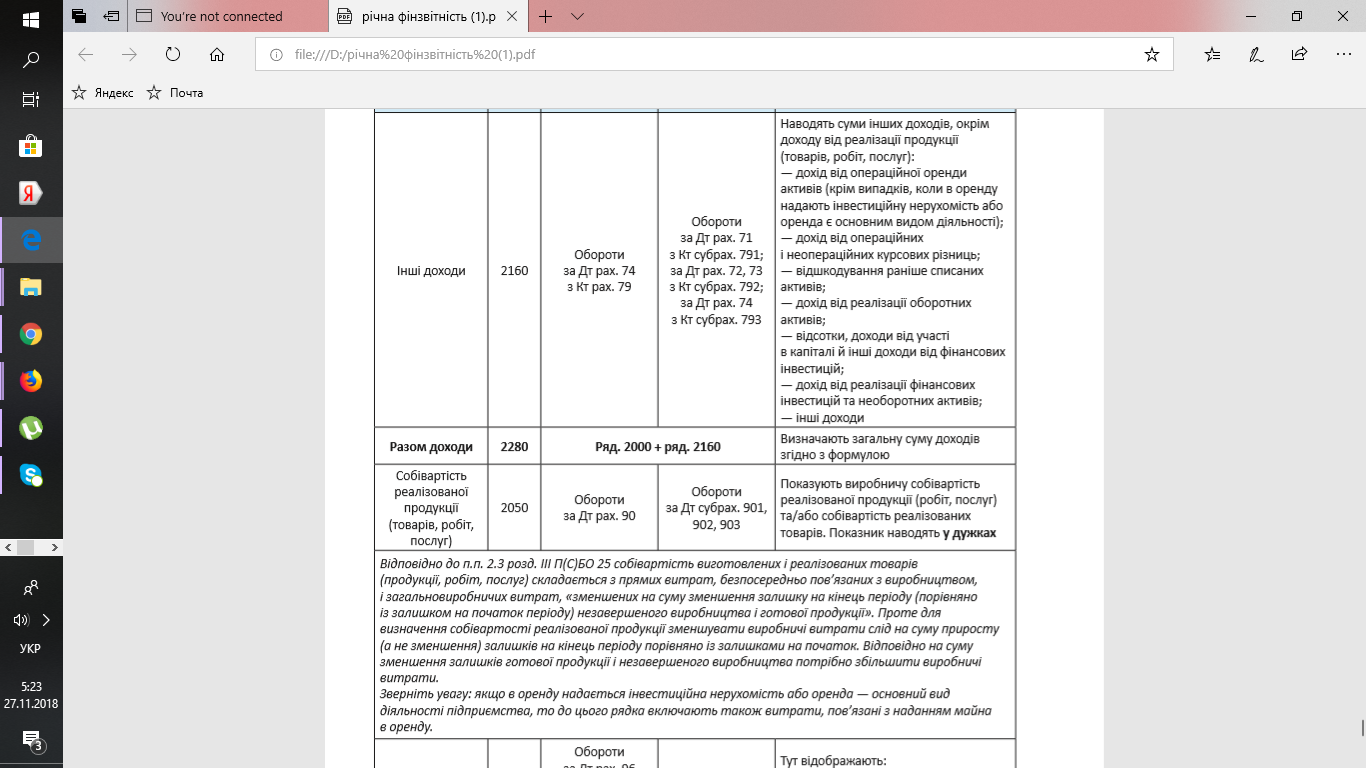 You're not connected
річна фінзвітність (1).p
file:///D:/річна%20фінзвітність%20(1).pdf
Яндекс
Почта
Інші доходи
2160
Обороти
за Дт рах. 74
з Кт рах. 79
Обороти
за Дт рах. 71
з Кт субрах. 791;
за Дт рах. 72, 73
з Кт субрах. 792;
за Дт рах. 74
з Кт субрах. 793
Наводять суми інших доходів, окрім
доходу від реалізації продукції
(товарів, робіт, послуг):
— дохід від операційної оренди
активів (крім випадків, коли в оренду
надають інвестиційну нерухомість або
оренда є основним видом діяльності);
— дохід від операційних
і неопераційних курсових різниць;
— відшкодування раніше списаних
активів;
— дохід від реалізації оборотних
активів;
— відсотки, доходи від участі
в капіталі й інші доходи від фінансових
інвестицій;
— дохід від реалізації фінансових
інвестицій та необоротних активів;
— інші доходи
Разом доходи
2280
Ряд. 2000 + ряд. 2160
Визначають загальну суму доходів
згідно з формулою
Собівартість
реалізованої
продукції
(товарів, робіт,
послуг)
2050
Обороти
за Дт рах. 90
Обороти
за Дт субрах. 901,
902, 903
Показують виробничу собівартість
реалізованої продукції (робіт, послуг)
та/або собівартість реалізованих
товарів. Показник наводять у дужках
Відповідно до п.п. 2.3 розд. III П(С)БО 25 собівартість виготовлених і реалізованих товарів
(продукції, робіт, послуг) складається з прямих витрат, безпосередньо пов'язаних з виробництвом,
і загальновиробничих витрат, «зменшених на суму зменшення залишку на кінець періоду (порівняно
із залишком на початок періоду) незавершеного виробництва і готової продукції». Проте для
визначення собівартості реалізованої продукції зменшувати виробничі витрати слід на суму приросту
(а не зменшення) залишків на кінець періоду порівняно із залишками на початок. Відповідно на суму
зменшення залишків готової продукції і незавершеного виробництва потрібно збільшити виробничі
витрати.
Зверніть увагу: якщо в оренду надається інвестиційна нерухомість або оренда — основний вид
діяльності підприємства, то до цього рядка включають також витрати, пов'язані з наданням майна
в оренду.
Обороти
за Дт рах. 96
Тут відображають:
УКР
5:23
27.11.2018
3